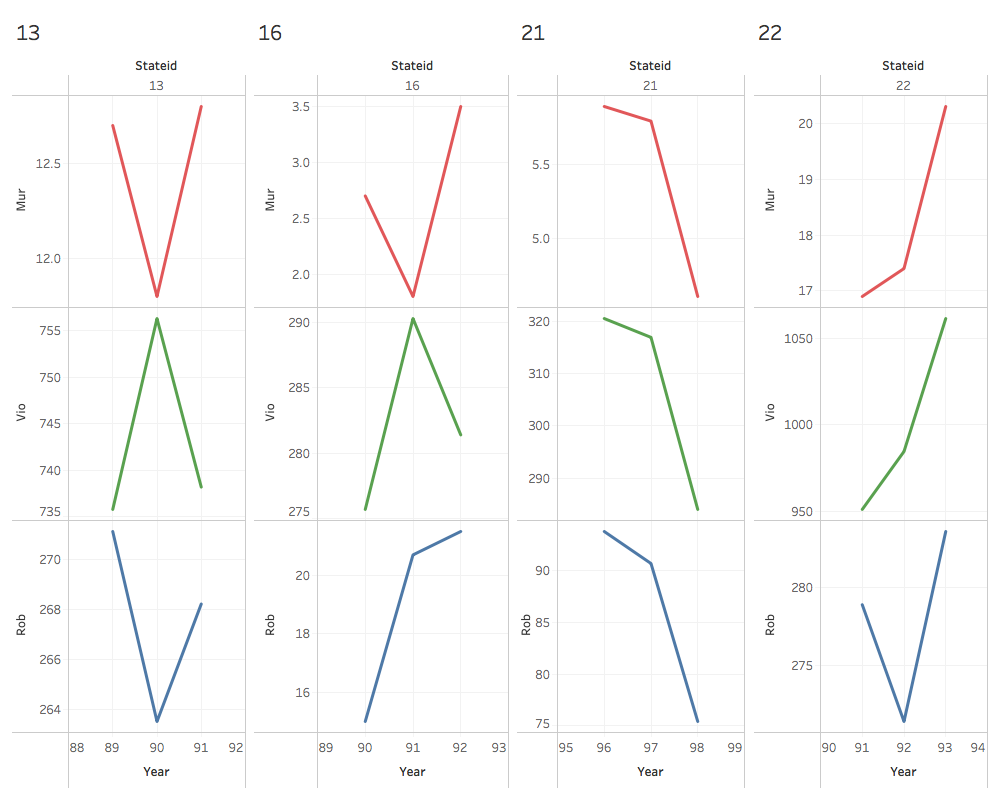 13 16 21 22
Stateid Stateid Stateid Stateid
13 16 21 22
12.5
12.0
Mur
3.5
3.0
2.5
2.0
Mur
5.5
5.0
Mur
20
19
18
17
Mur
755
750
745
740
735
Vio
290
285
280
275
Vio
320
310
300
290
Vio
1050
1000
950
Vio
270
268
266
264
Rob
20
18
16
Rob
90
85
80
75
Rob
280
275
Rob
88 89 90 91 92 89 90 91 92 93 95 96 97 98 99 90 91 92 93 94
Year Year Year Year